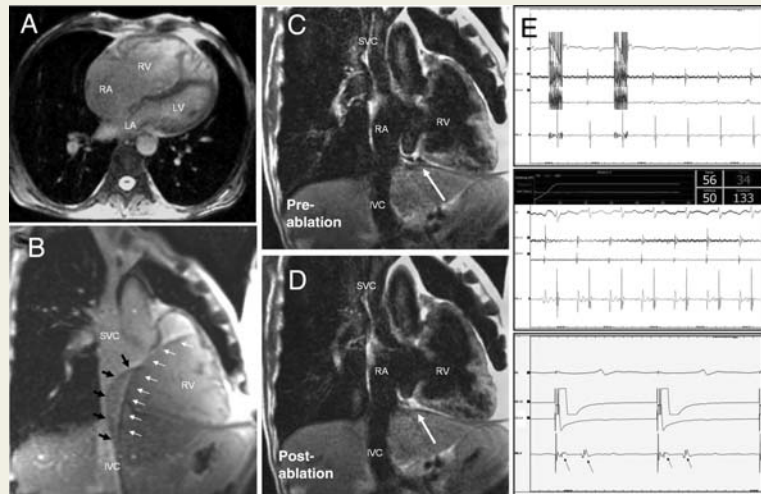 A
RV
RA
LV
LA
B
SVC
RV
IVC
C
SVC
RA
RV
Pre-
ablation
IVC
D
SVC
RA
RV
Post-
ablation
IVC
E
56
34
50
133